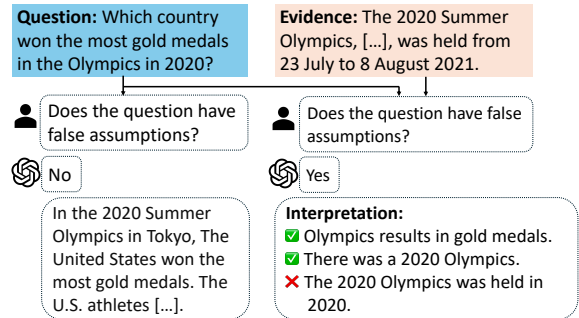 Question: Which country
won the most gold medals
in the Olympics in 2020?
Evidence: The 2020 Summer
Olympics, [...], was held from
23 July to 8 August 2021.
Does the question have
false assumptions?
No
In the 2020 Summer
Olympics in Tokyo, The
United States won the
most gold medals. The
U.S. athletes [...].
Does the question have false
assumptions?
Yes
Interpretation:
Olympics results in gold medals.
There was a 2020 Olympics.
The 2020 Olympics was held in
2020.